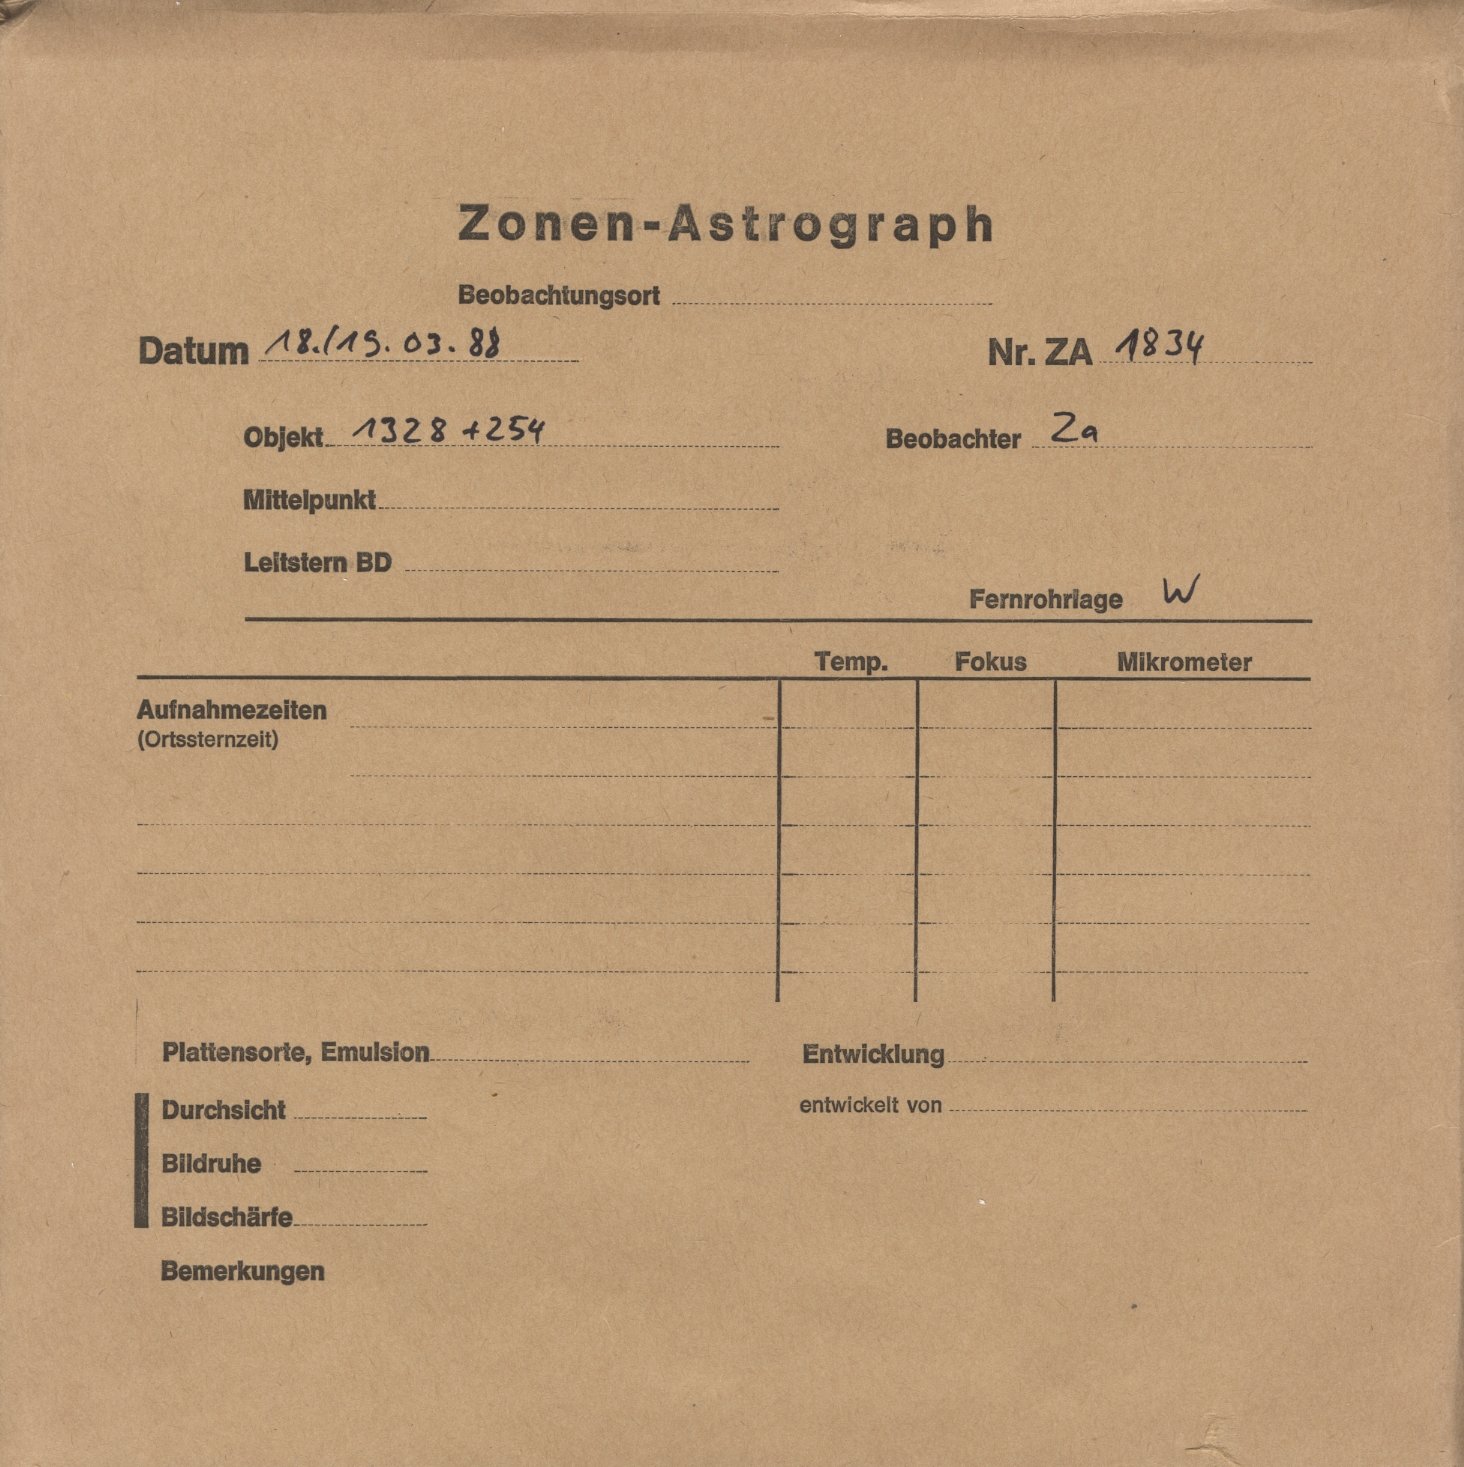 Zonen-Astrograph
Beobachtungsort
Datum 18./19. 03. 88
Nr. ZA 1834
Objekt 1328 +254
Beobachter Za
Mittelpunkt
Leitstern BD
Fernrohrlage W
Temp. Fokus Mikrometer
Aufnahmezeiten
(Ortssternzeit)
Plattensorte, Emulsion
Entwicklung
Durchsicht
entwickelt von
Bildruhe
Bildschärfe
Bemerkungen